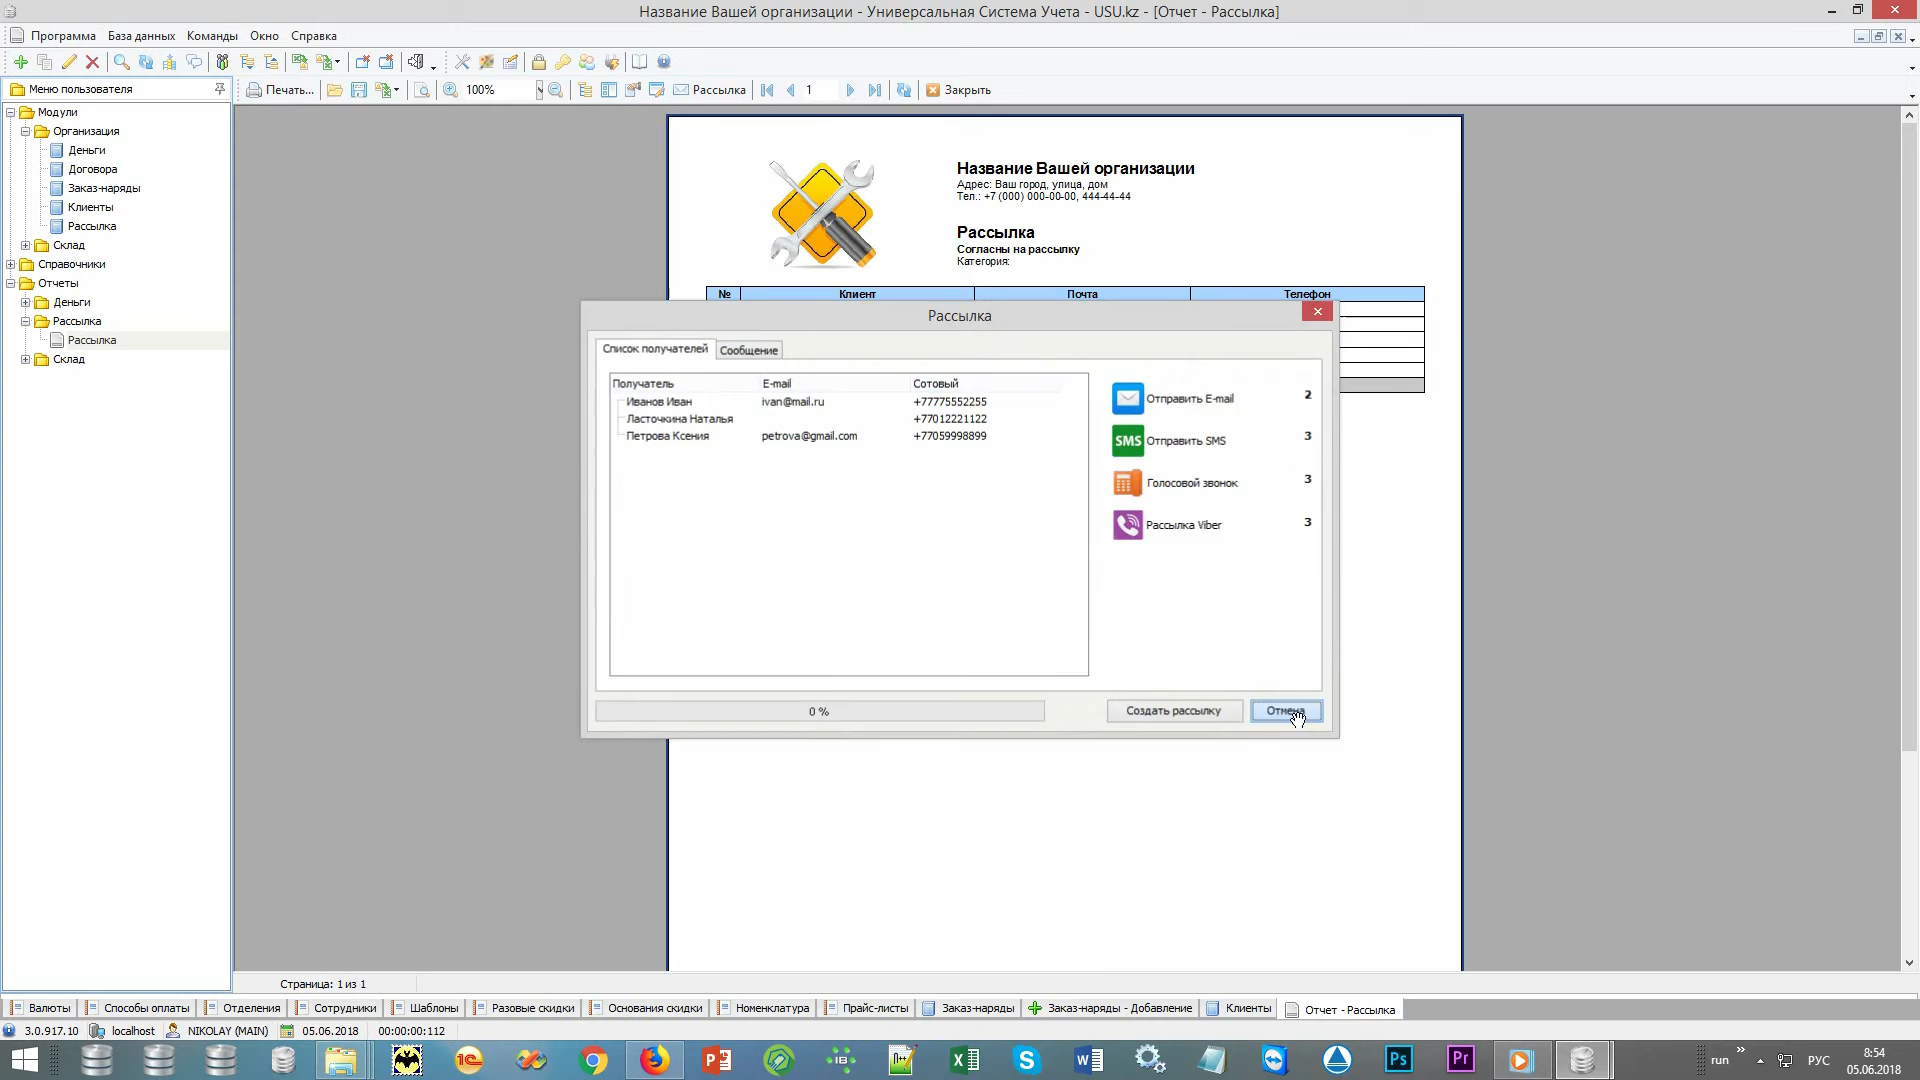 Название Вашей организации - Универсальная Система Учета - USU.kz - [Отчет - Рассылка]
Программа База данных Команды Окно Справка
Меню пользователя
Печать... 100% Рассылка 1 Закрыть
Модули
Организация
Деньги
Договора
Заказ-наряды
Клиенты
Рассылка
Склад
Справочники
Отчеты
Деньги
Рассылка
Рассылка
Склад
Название Вашей организации
Адрес: Ваш город, улица, дом
Тел.: +7 (000) 000-00-00, 444-44-44
Рассылка
Согласны на рассылку
Категория:
№ Клиент Почта Телефон
Рассылка
Список получателей Сообщение
Получатель E-mail Сотовый
Иванов Иван ivan@mail.ru +77775552255
Ласточкина Наталья +77012221122
Петрова Ксения petrova@gmail.com +77059998899
Отправить E-mail 2
SMS Отправить SMS 3
Голосовой звонок 3
Рассылка Viber 3
0 % Создать рассылку Отмена
Страница: 1 из 1
Валюты Способы оплаты Отделения Сотрудники Шаблоны Разовые скидки Основания скидки Номенклатура Прайс-листы Заказ-наряды Заказ-наряды - Добавление Клиенты Отчет - Рассылка
3.0.917.10 localhost NIKOLAY (MAIN) 05.06.2018 00:00:00:112
run РУС 8:54
05.06.2018